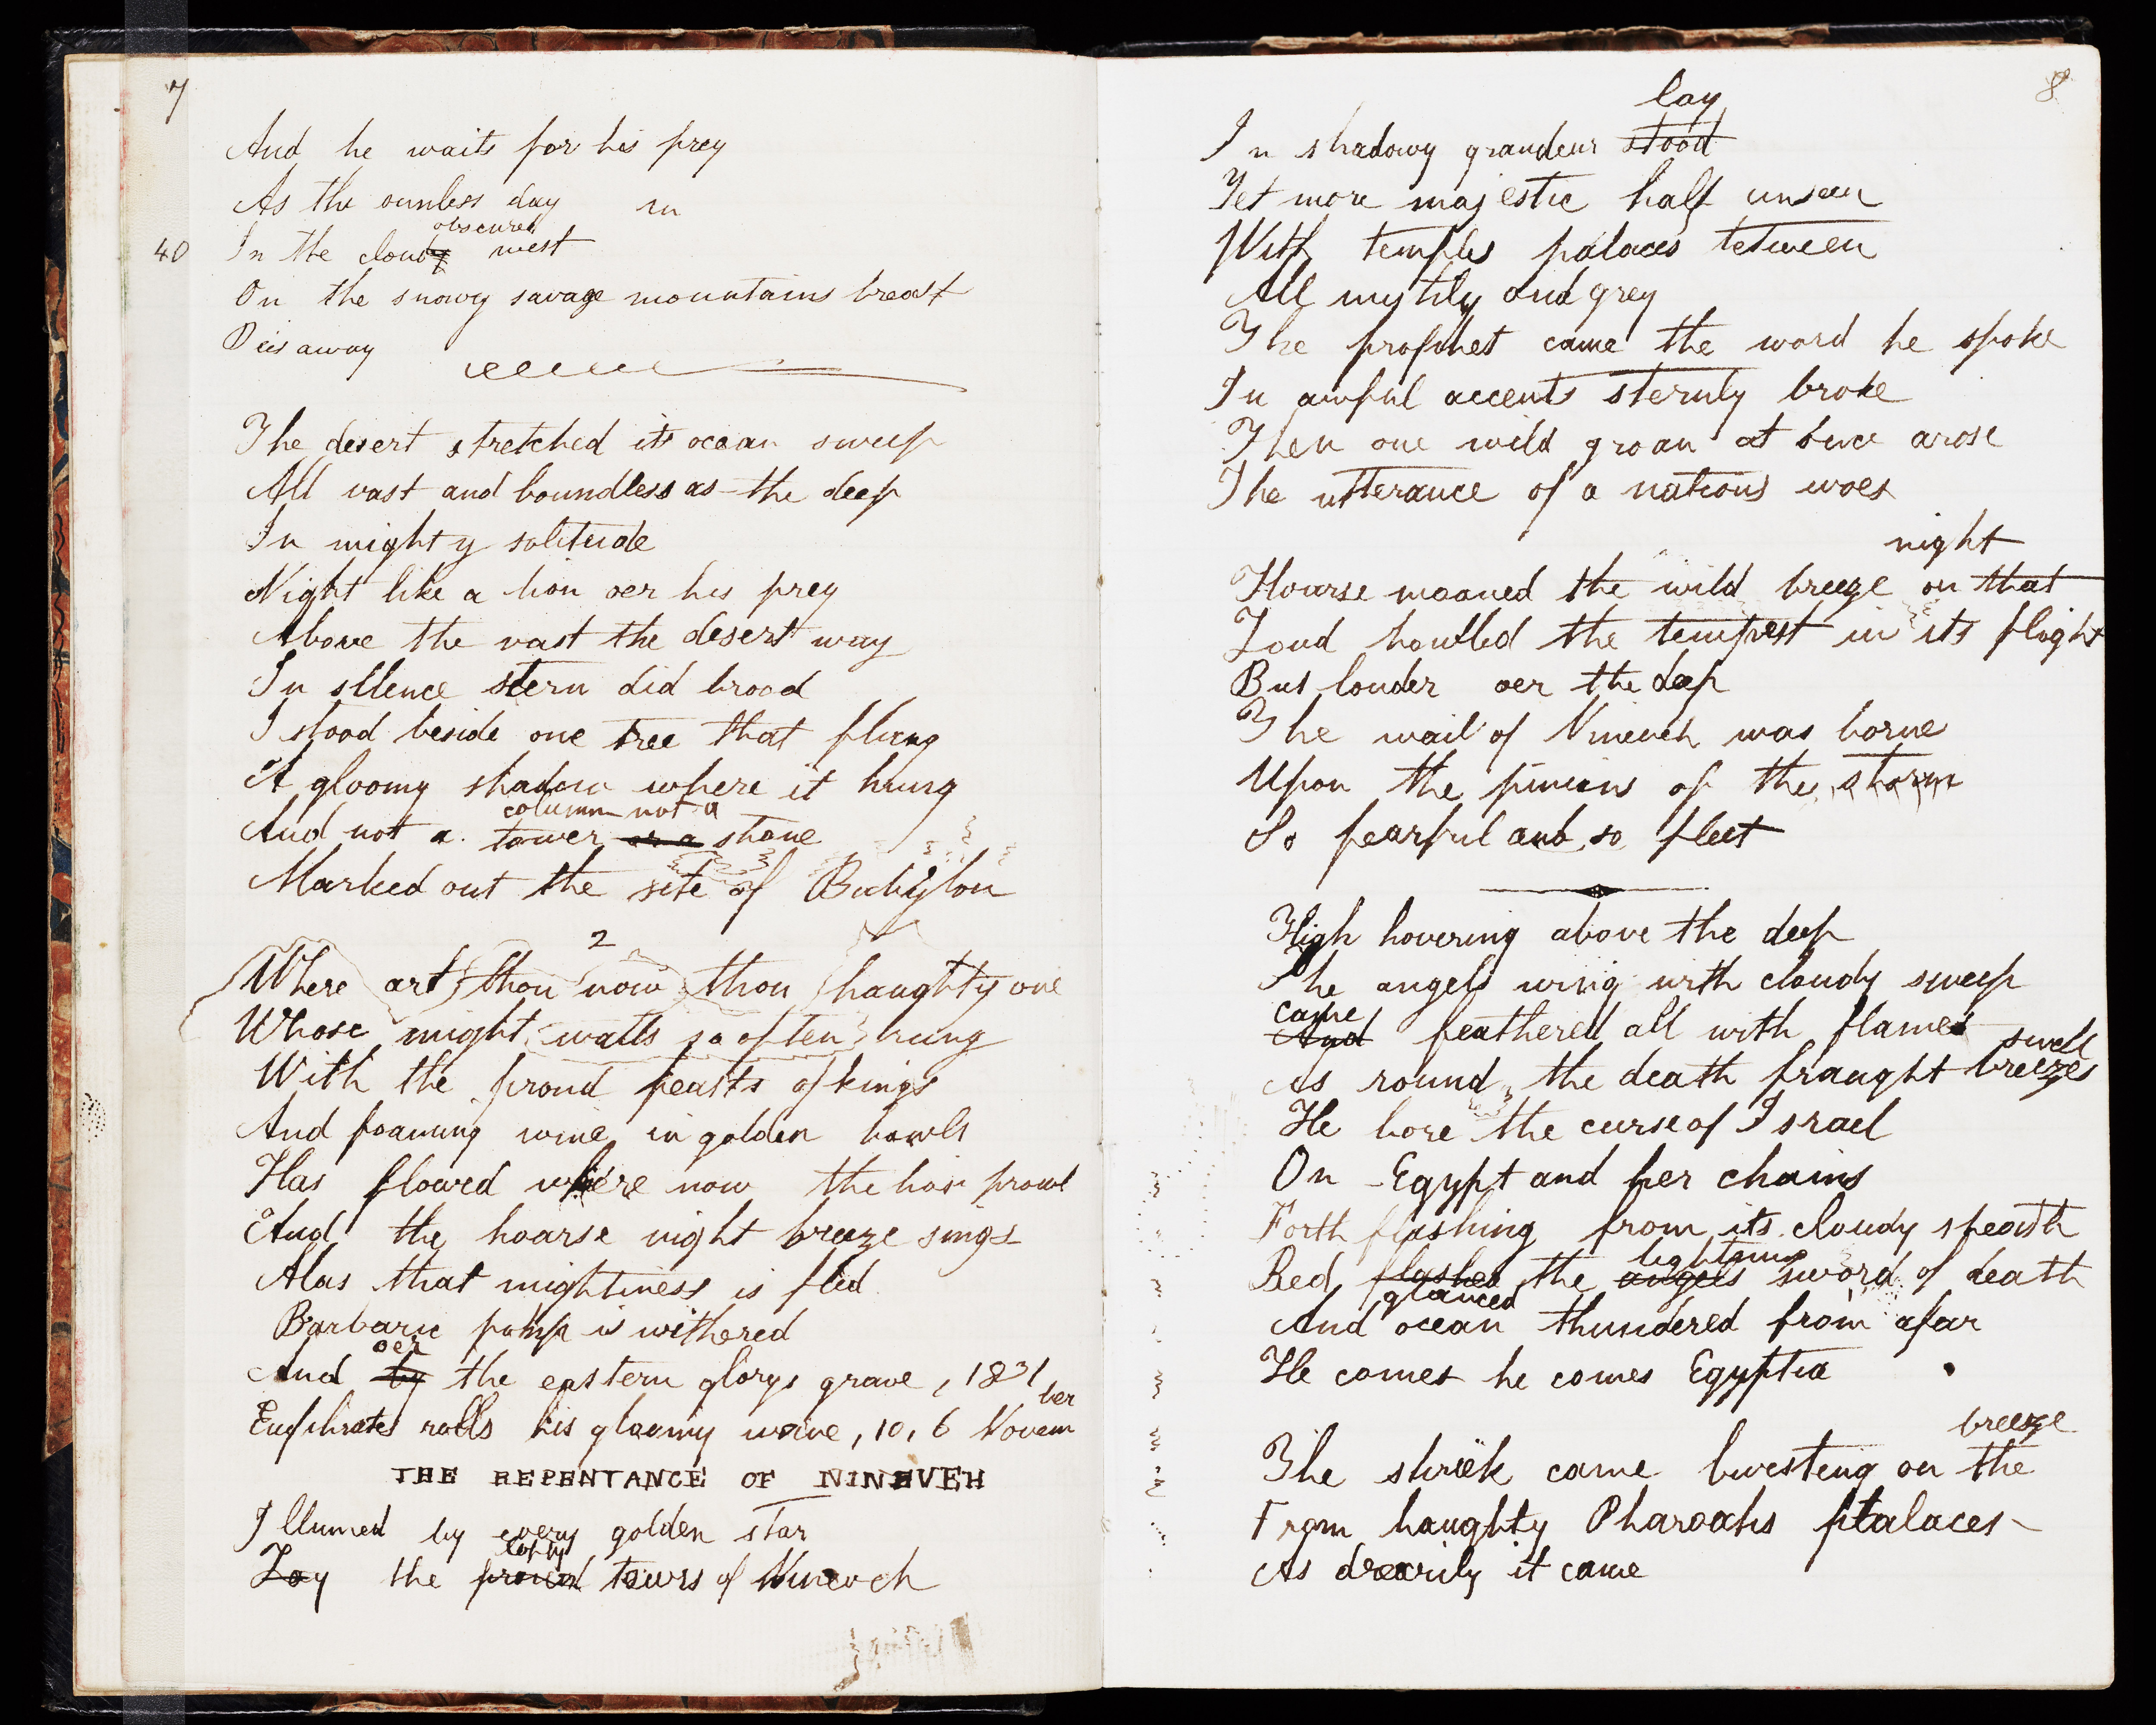 7
And he waits for his prey
As the sunless day in
obscured
40 In the cloudy west
On the snowy savage mountains breast
Dies away
The desert stretched its ocean sweep
All vast and boundless as the deep
In mighty solitude
Night like a lion oer his prey
Above the vast the desert way
In sllence stern did brood
I stood beside one tree that flung
A gloomy shadow where it hung
column not a
And not a tower or a stone
Marked out the site of Babylon
2
Where art thou now thou haughty one
Whose might walls so often hung
With the proud feasts of kings
And foaming wine in golden bowls
Has flowed where now the lion prowl
And the hoarse night breeze sings
Alas that mightiness is fled
Barbaric pomp is withered
oer
And by the eastern glorys grave, 1831
ber
Euphrates rolls his gloomy wave, 10, 6 Novem
THE REPENTANCE OF NINEVEH
Illumed by every golden star
lofty
Lay the proud towrs of Nineveh
8
lay
In shadowy grandeur stood
Yet more majestic half unseen
With temples palaces between
All mystily and grey
The prophet came the word he spoke
In awful accents sternly broke
Then one wild groan at once arose
The utterance of a nations woes
night
Hoarse moaned the wild breeze on that
Loud howlled the tempest in its flight
But louder oer the deep
The wail of Nineveh was borne
Upon the pinions of the storm
So fearful and so fleet
High hovering above the deep
The angels wing with cloudy sweep
came
And feathered all with flames
swell
As round the death fraught breezes
He bore the curse of Israel
On Egypt and her chains
Forth flashing from its cloudy sheath
lightning
Red flashed the angels sword of death
glanced
And ocean thundered from afar
He comes he comes Egyptia
breeze
The shriek came bursting on the
From haughty Pharoahs palaces
As drearily it came